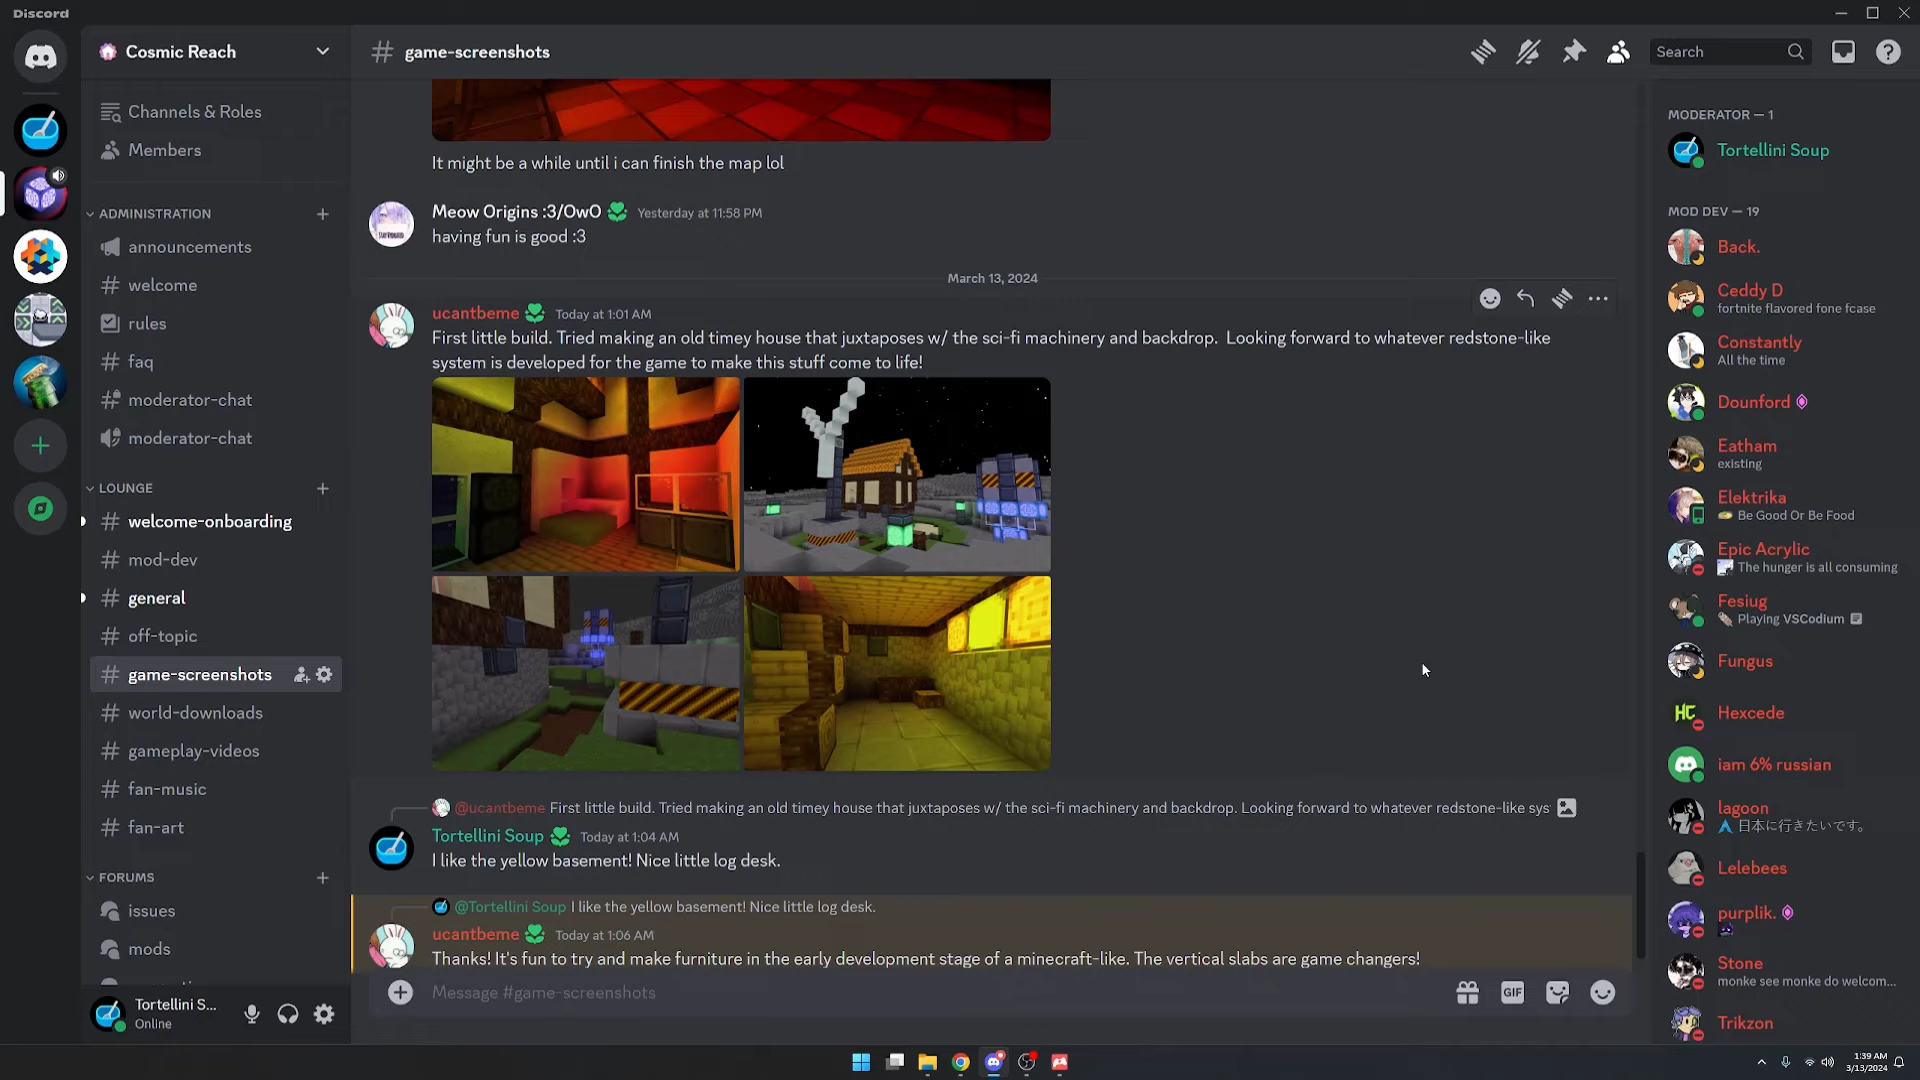 Discord
Cosmic Reach
Channels & Roles
Members
ADMINISTRATION
announcements
welcome
rules
faq
moderator-chat
moderator-chat
LOUNGE
welcome-onboarding
mod-dev
general
off-topic
game-screenshots
world-downloads
gameplay-videos
fan-music
fan-art
FORUMS
issues
mods
Tortellini S...
Online
game-screenshots
Search
It might be a while until i can finish the map lol
Meow Origins :3/OwO Yesterday at 11:58 PM
having fun is good :3
March 13, 2024
ucantbeme Today at 1:01 AM
First little build. Tried making an old timey house that juxtaposes w/ the sci-fi machinery and backdrop. Looking forward to whatever redstone-like
system is developed for the game to make this stuff come to life!
@ucantbeme First little build. Tried making an old timey house that juxtaposes w/ the sci-fi machinery and backdrop. Looking forward to whatever redstone-like sys
Tortellini Soup Today at 1:04 AM
I like the yellow basement! Nice little log desk.
@Tortellini Soup I like the yellow basement! Nice little log desk.
ucantbeme Today at 1:06 AM
Thanks! It's fun to try and make furniture in the early development stage of a minecraft-like. The vertical slabs are game changers!
Message #game-screenshots
GIF
MODERATOR — 1
Tortellini Soup
MOD DEV — 19
Back.
Ceddy D
fortnite flavored fone fcase
Constantly
All the time
Dounford
Eatham
existing
Elektrika
Be Good Or Be Food
Epic Acrylic
The hunger is all consuming
Fesiug
Playing VSCodium
Fungus
HC
Hexcede
iam 6% russian
lagoon
日本に行きたいです。
Lelebees
purplik.
Stone
monke see monke do welcom...
Trikzon
1:39 AM
3/13/2024